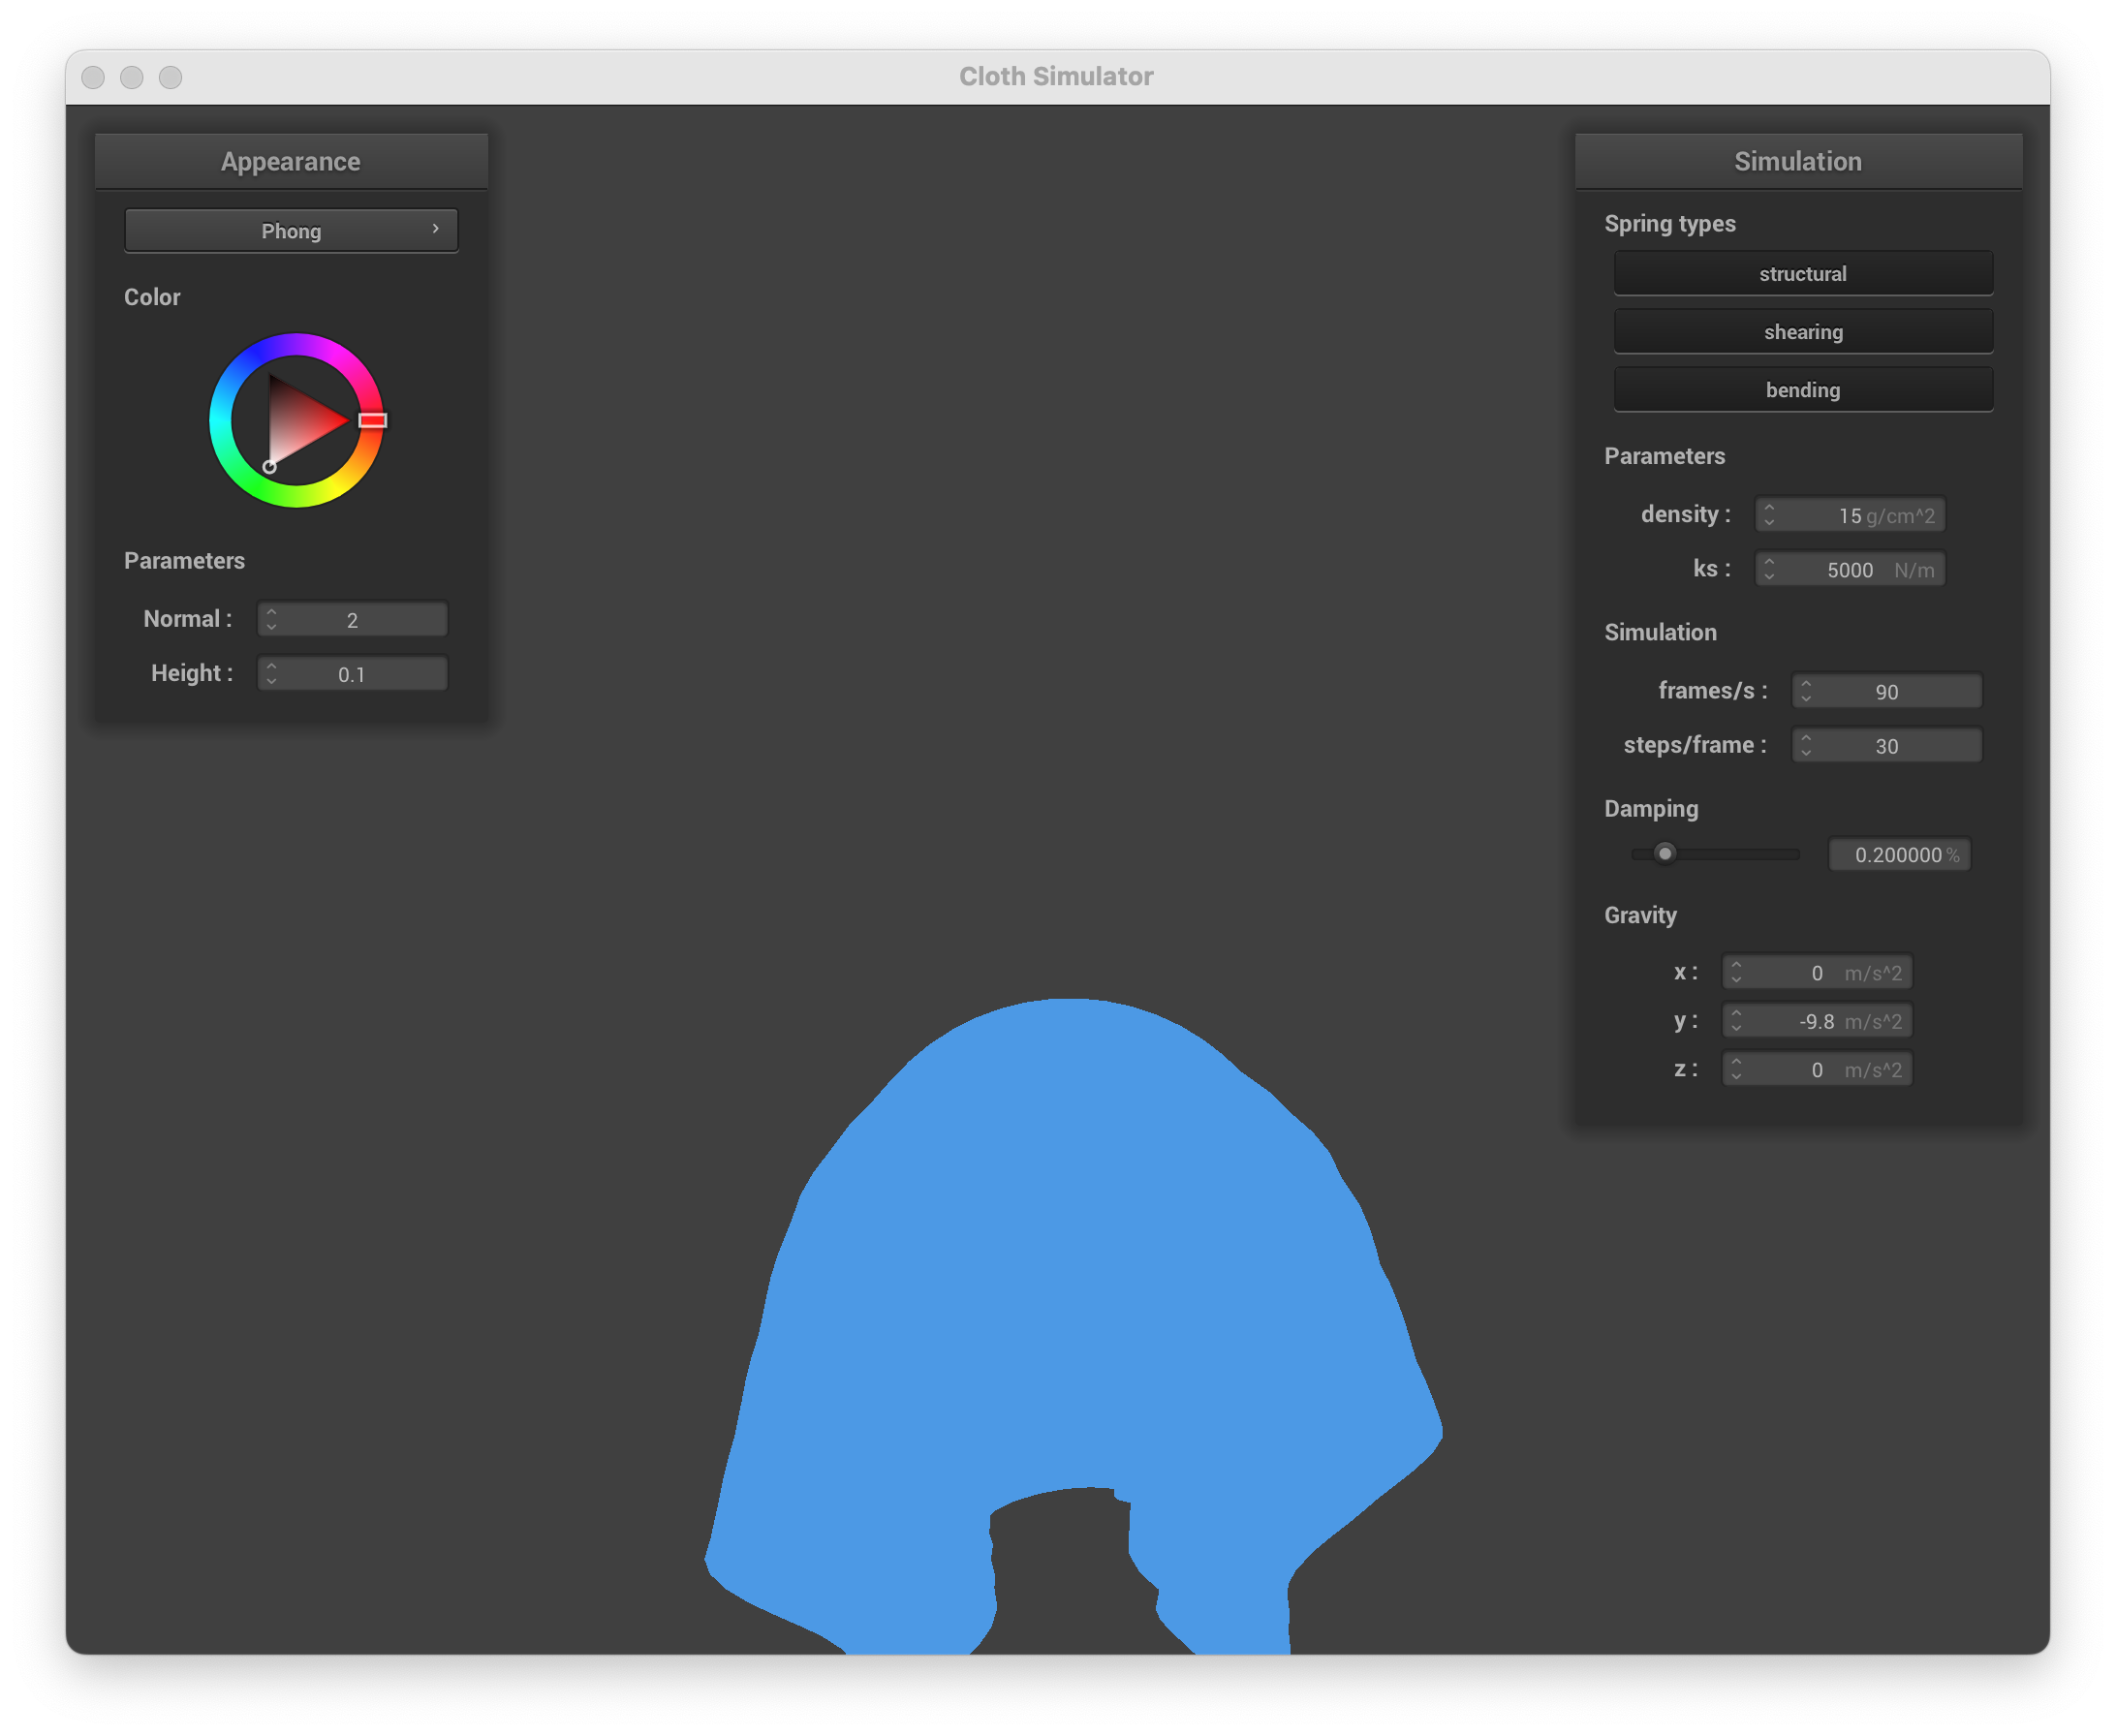 Cloth Simulator
Appearance
Phong
Color
Parameters
Normal : 2
Height : 0.1
Simulation
Spring types
structural
shearing
bending
Parameters
density : 15 g/cm^2
ks : 5000 N/m
Simulation
frames/s : 90
steps/frame : 30
Damping
0.200000 %
Gravity
x : 0 m/s^2
y : -9.8 m/s^2
z : 0 m/s^2